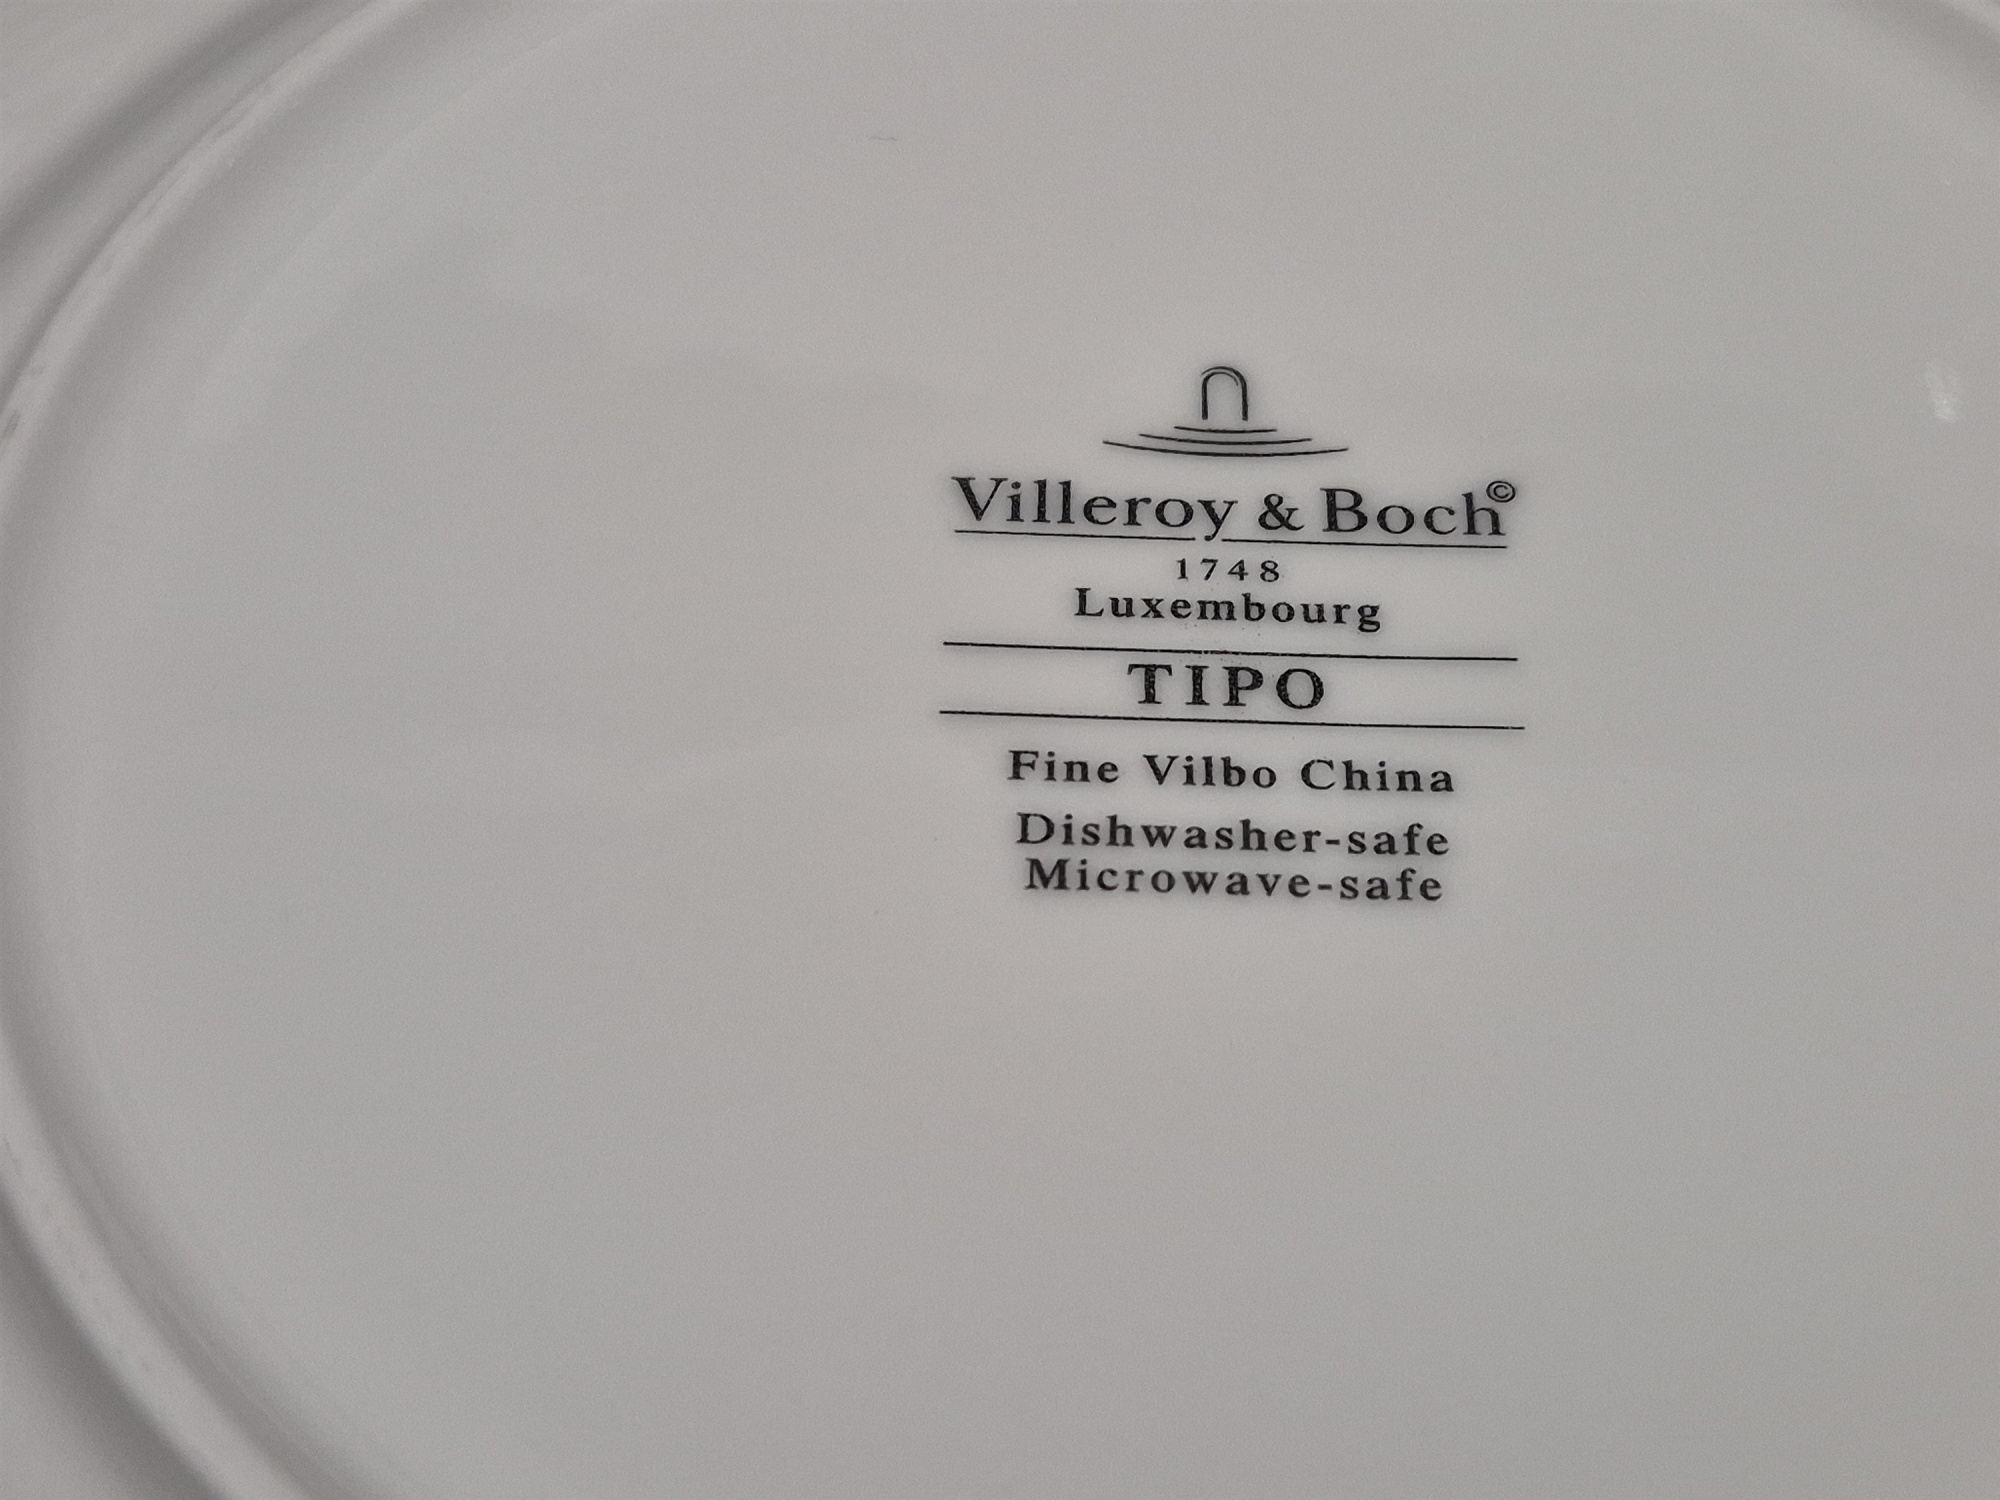 Villeroy & Boch©
1748
Luxembourg
TIPO
Fine Vilbo China
Dishwasher-safe
Microwave-safe